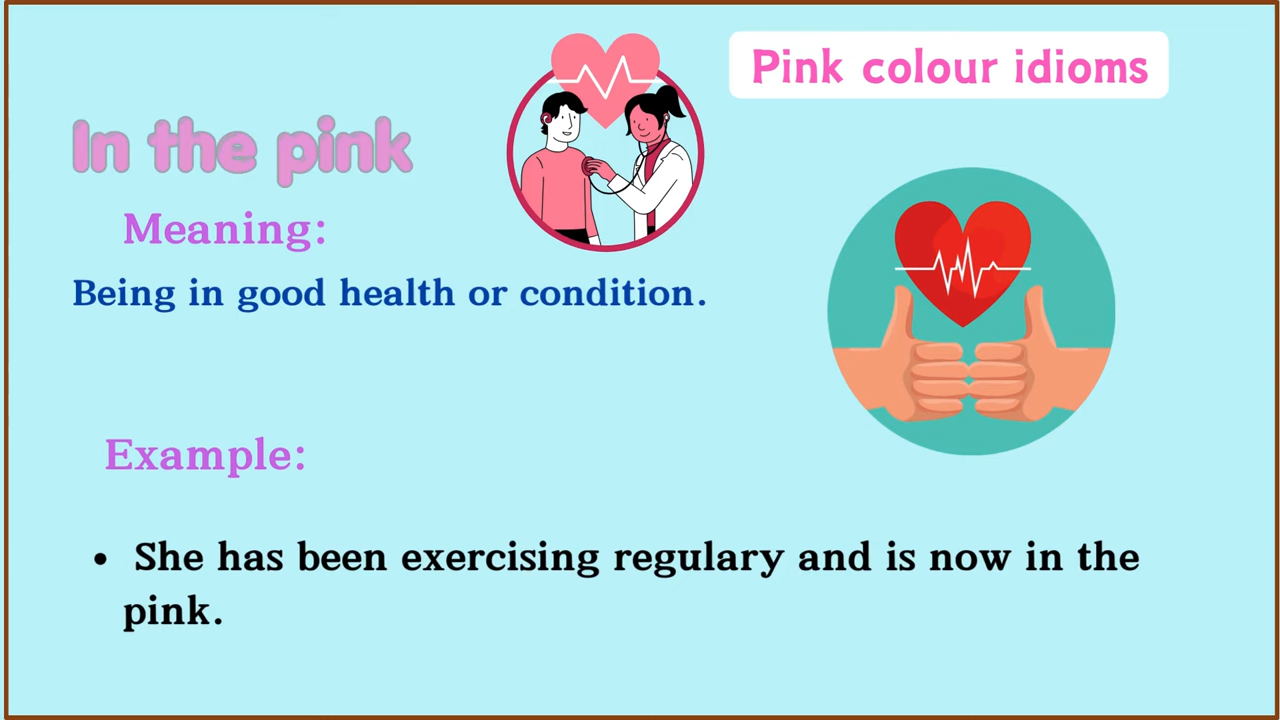 Pink colour idioms
In the pink
Meaning:
Being in good health or condition.
Example:
• She has been exercising regulary and is now in the
pink.